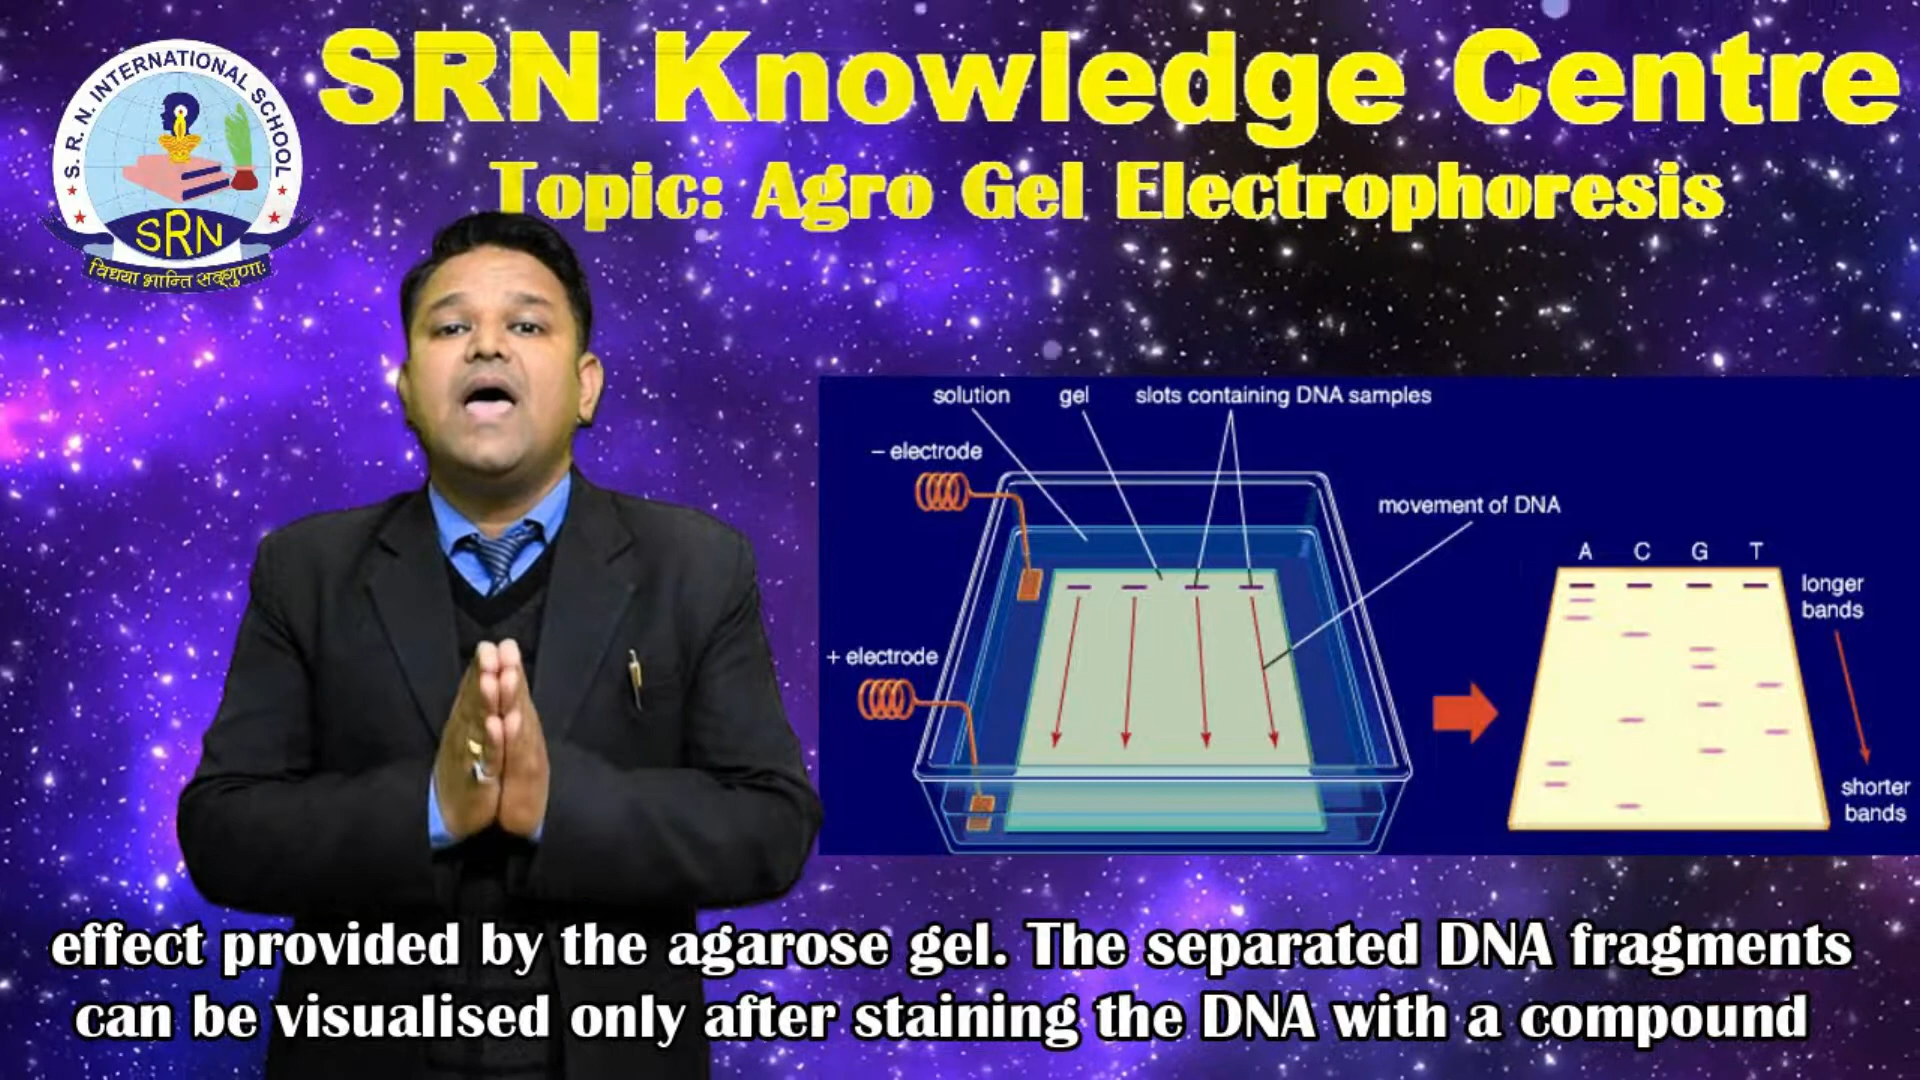 SRN Knowledge Centre
Topic: Agro Gel Electrophoresis
S. R. N. INTERNATIONAL SCHOOL
SRN
विद्यया भान्ति सद्गुणाः
solution
gel
slots containing DNA samples
– electrode
movement of DNA
A C G T
longer
bands
+ electrode
shorter
bands
effect provided by the agarose gel. The separated DNA fragments
can be visualised only after staining the DNA with a compound